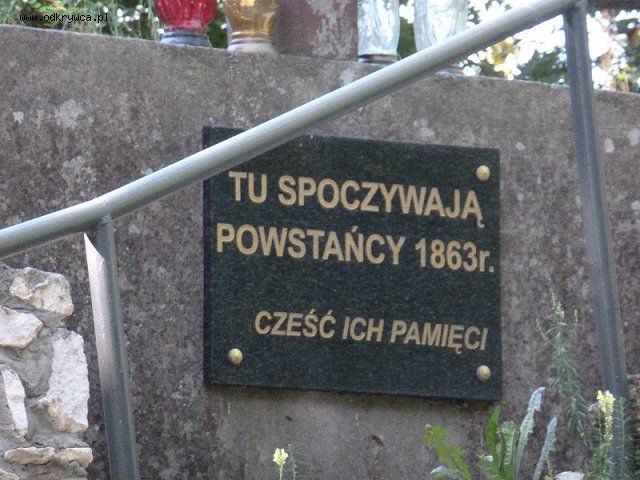 www.odkrywca.pl
TU SPOCZYWAJĄ
POWSTAŃCY 1863r.
CZEŚĆ ICH PAMIĘCI